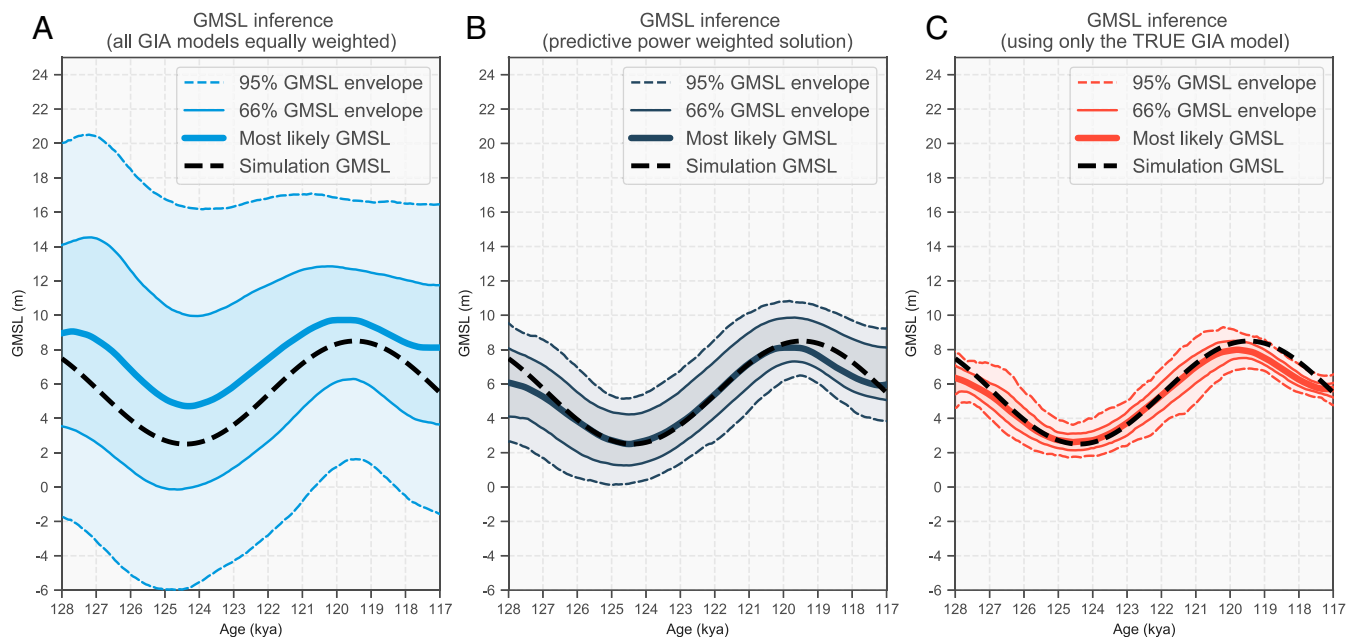 A
GMSL inference
(all GIA models equally weighted)
24
22
20
18
16
14
12
10
8
6
4
2
0
-2
-4
-6
GMSL (m)
95% GMSL envelope
66% GMSL envelope
Most likely GMSL
Simulation GMSL
128 127 126 125 124 123 122 121 120 119 118 117
Age (kya)
B
GMSL inference
(predictive power weighted solution)
24
22
20
18
16
14
12
10
8
6
4
2
0
-2
-4
-6
GMSL (m)
95% GMSL envelope
66% GMSL envelope
Most likely GMSL
Simulation GMSL
128 127 126 125 124 123 122 121 120 119 118 117
Age (kya)
C
GMSL inference
(using only the TRUE GIA model)
24
22
20
18
16
14
12
10
8
6
4
2
0
-2
-4
-6
GMSL (m)
95% GMSL envelope
66% GMSL envelope
Most likely GMSL
Simulation GMSL
128 126 125 124 123 122 121 120 119 118 117
Age (kya)